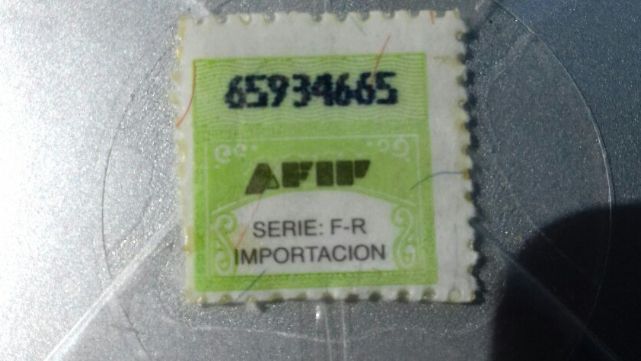 65934665
AFIP
SERIE: F-R
IMPORTACION